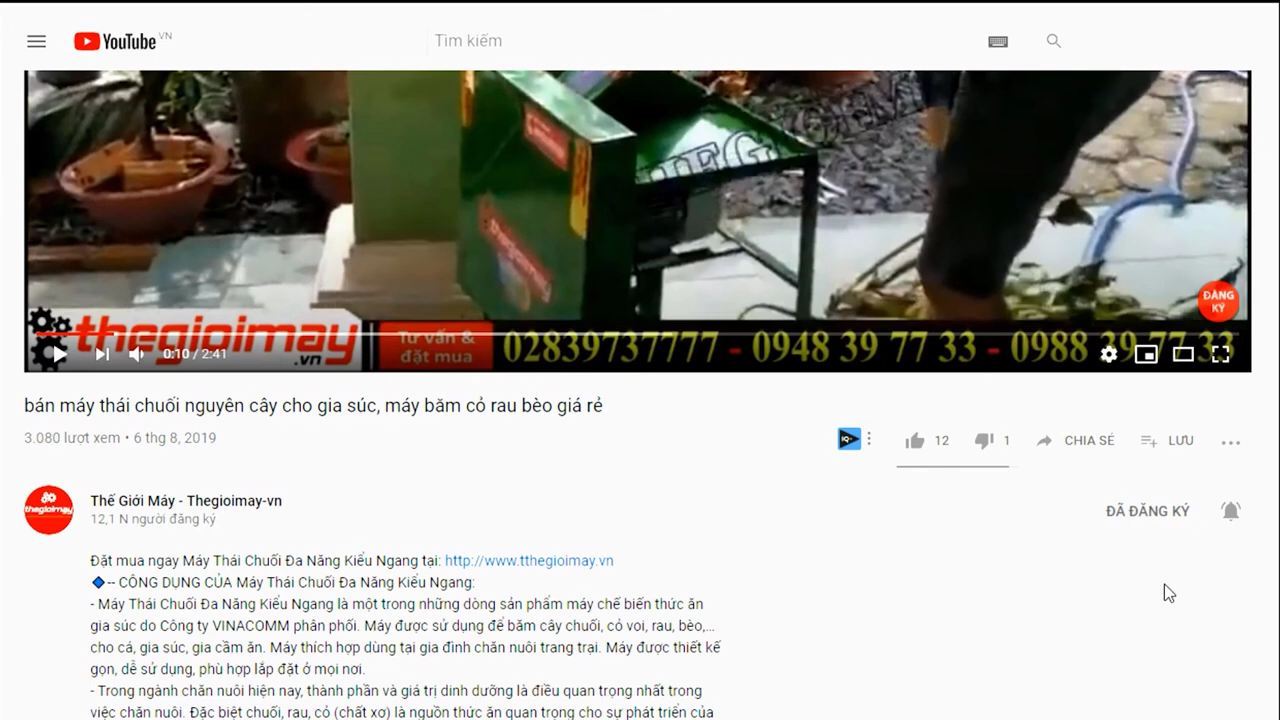 YouTube VN
Tìm kiếm
ĐĂNG
KÝ
thegioimay
.vn
Tư vấn &
đặt mua
02839737777 - 0948 39 77 33 - 0988 39 77 33
0:10 / 2:41
bán máy thái chuối nguyên cây cho gia súc, máy băm cỏ rau bèo giá rẻ
3.080 lượt xem • 6 thg 8, 2019
IQ+
12
1
CHIA SẺ
LƯU
Thế Giới Máy - Thegioimay-vn
12,1 N người đăng ký
thegioimay
ĐÃ ĐĂNG KÝ
Đặt mua ngay Máy Thái Chuối Đa Năng Kiểu Ngang tại: http://www.tthegioimay.vn
🔷-- CÔNG DỤNG CỦA Máy Thái Chuối Đa Năng Kiểu Ngang:
- Máy Thái Chuối Đa Năng Kiểu Ngang là một trong những dòng sản phẩm máy chế biến thức ăn
gia súc do Công ty VINACOMM phân phối. Máy được sử dụng để băm cây chuối, cỏ voi, rau, bèo,...
cho cá, gia súc, gia cầm ăn. Máy thích hợp dùng tại gia đình chăn nuôi trang trại. Máy được thiết kế
gọn, dễ sử dụng, phù hợp lắp đặt ở mọi nơi.
- Trong ngành chăn nuôi hiện nay, thành phần và giá trị dinh dưỡng là điều quan trọng nhất trong
việc chăn nuôi. Đặc biệt chuối, rau, cỏ (chất xơ) là nguồn thức ăn quan trọng cho sự phát triển của